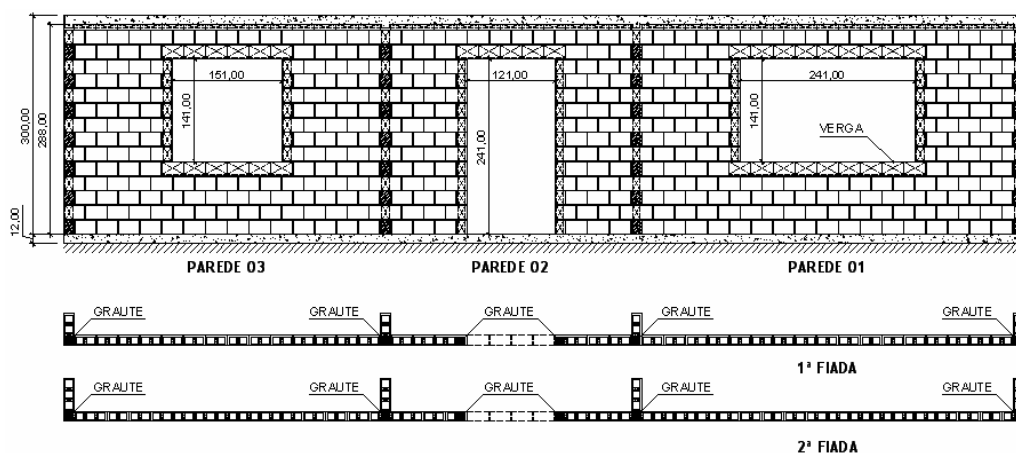 151,00
121,00
241,00
141,00
241,00
141,00
VERGA
300,00
288,00
12,00
PAREDE 03
PAREDE 02
PAREDE 01
GRAUTE
GRAUTE
GRAUTE
GRAUTE
GRAUTE
1ª FIADA
GRAUTE
GRAUTE
GRAUTE
GRAUTE
GRAUTE
2ª FIADA